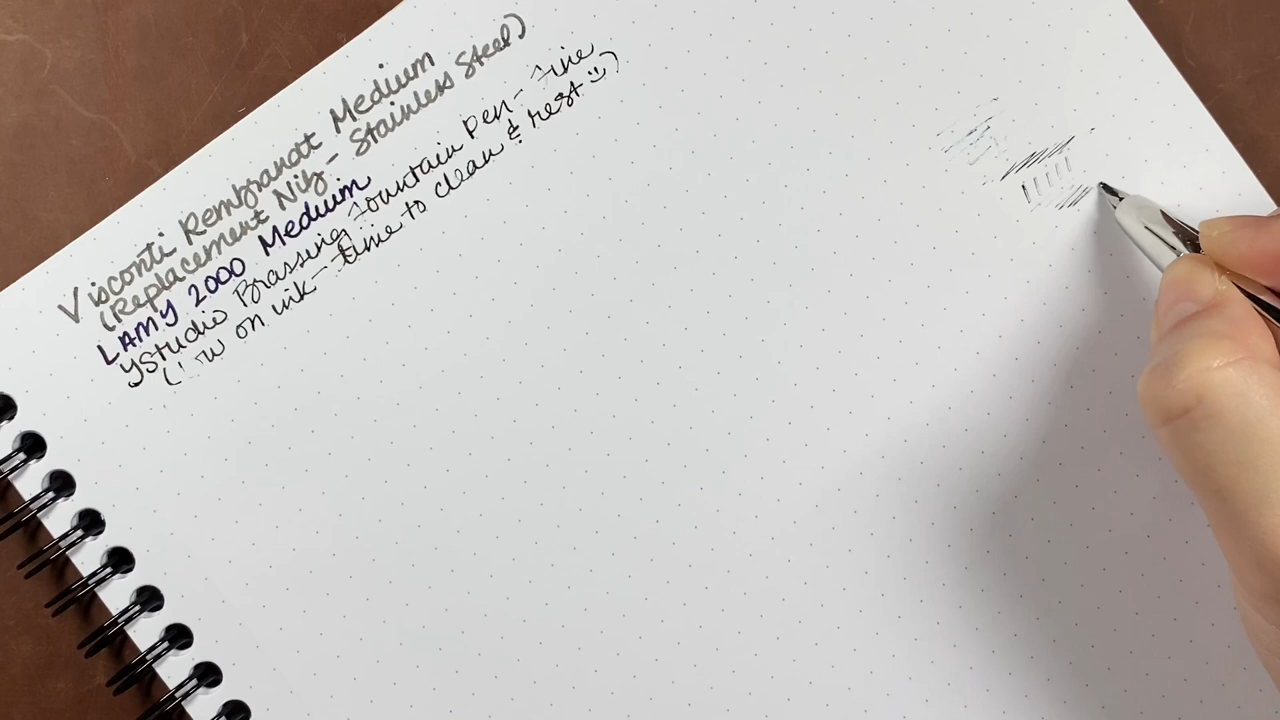 Visconti Rembrandt Medium
(Replacement Nib - Stainless Steel)
LAMY 2000 Medium
YStudio Brassing Fountain Pen - Fine
(Low on ink - time to clean & rest :))